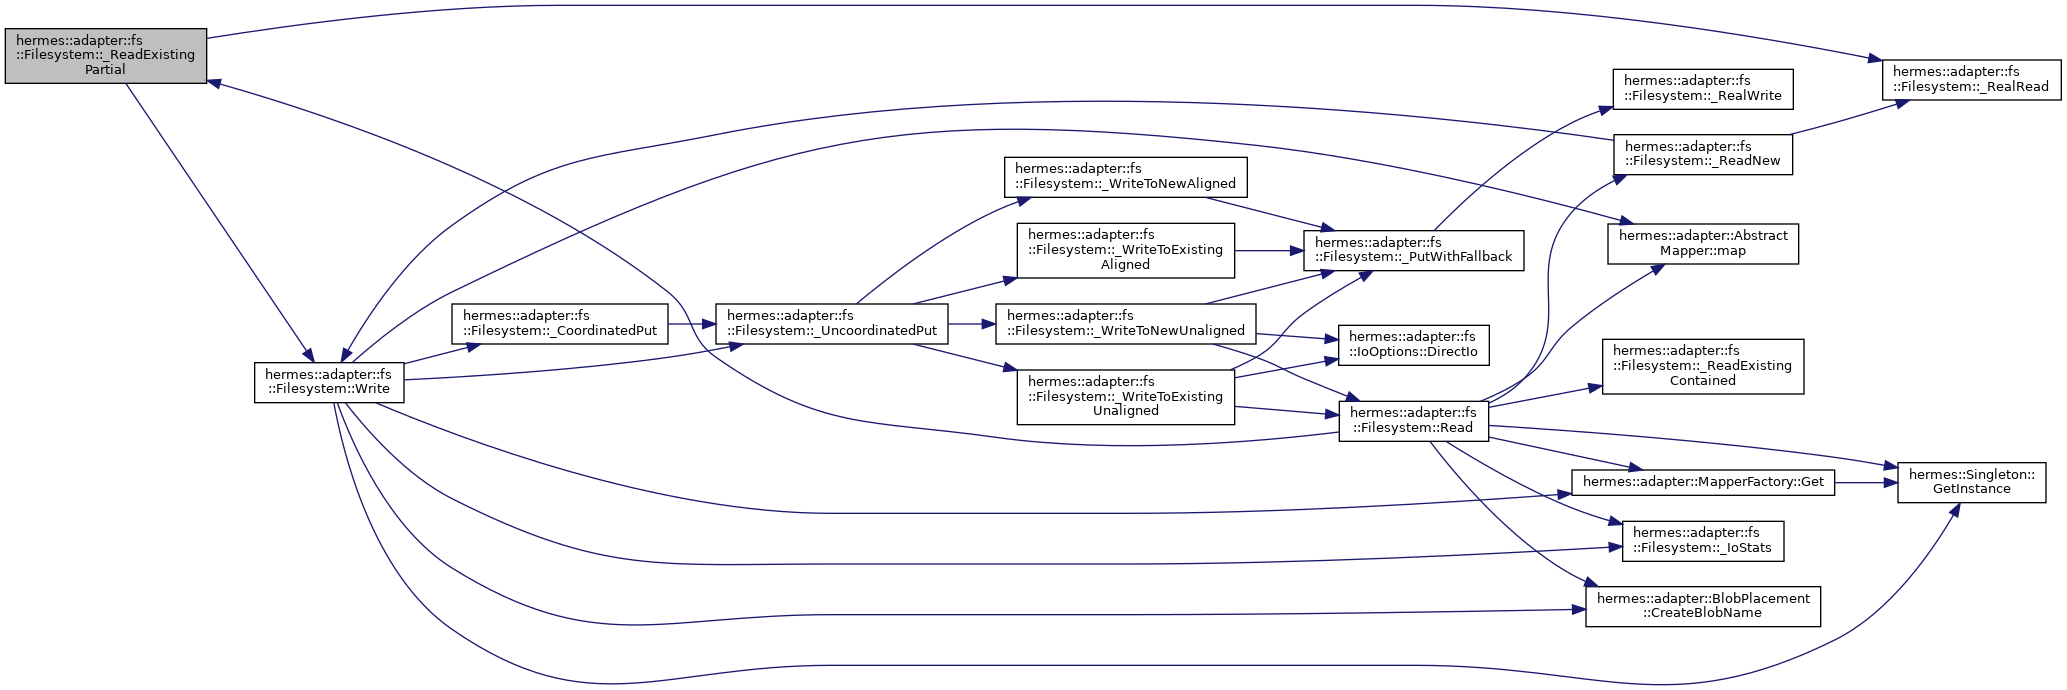 hermes::adapter::fs
::Filesystem::_ReadExisting
Partial
hermes::adapter::fs
::Filesystem::_RealRead
hermes::adapter::fs
::Filesystem::_RealWrite
hermes::adapter::fs
::Filesystem::_ReadNew
hermes::adapter::fs
::Filesystem::_WriteToNewAligned
hermes::adapter::fs
::Filesystem::_WriteToExisting
Aligned
hermes::adapter::fs
::Filesystem::_PutWithFallback
hermes::adapter::Abstract
Mapper::map
hermes::adapter::fs
::Filesystem::_CoordinatedPut
hermes::adapter::fs
::Filesystem::_UncoordinatedPut
hermes::adapter::fs
::Filesystem::_WriteToNewUnaligned
hermes::adapter::fs
::IoOptions::DirectIo
hermes::adapter::fs
::Filesystem::_ReadExisting
Contained
hermes::adapter::fs
::Filesystem::Write
hermes::adapter::fs
::Filesystem::_WriteToExisting
Unaligned
hermes::adapter::fs
::Filesystem::Read
hermes::adapter::MapperFactory::Get
hermes::Singleton::
GetInstance
hermes::adapter::fs
::Filesystem::_IoStats
hermes::adapter::BlobPlacement
::CreateBlobName